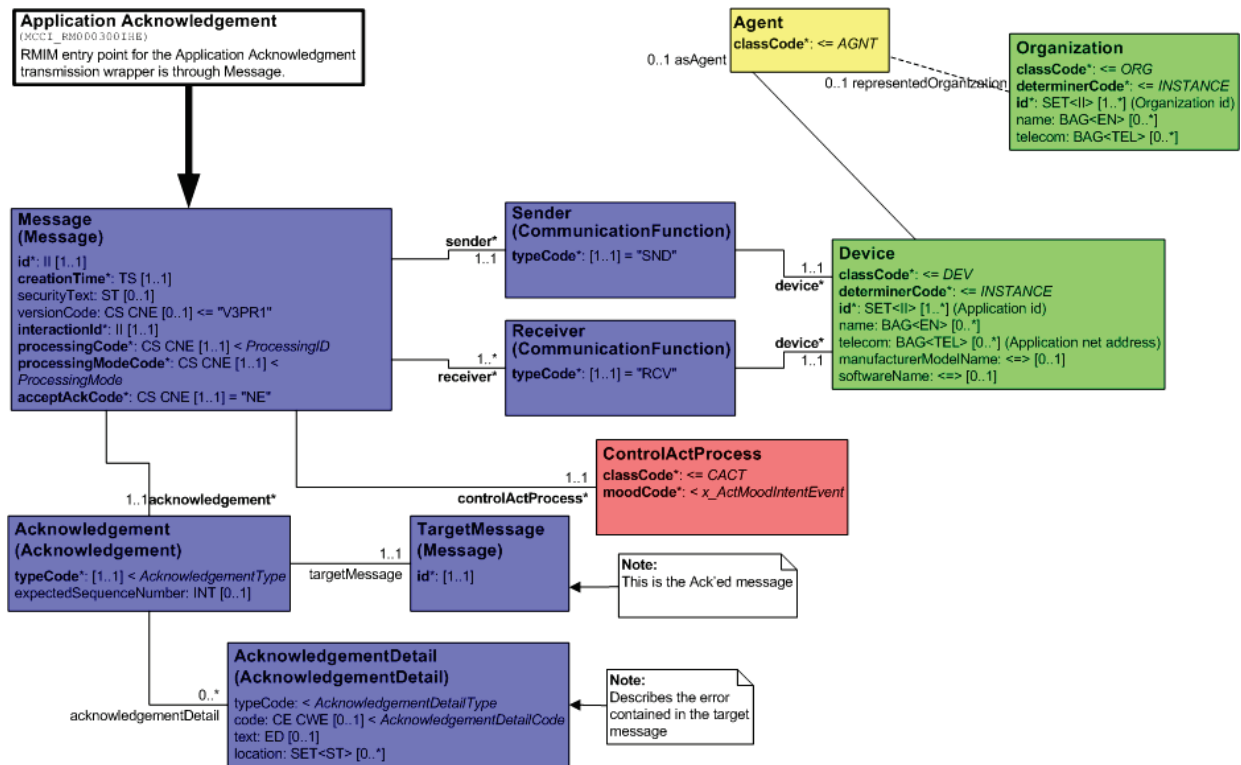 Application Acknowledgement
(MCCI_RM000300IHE)
RMIM entry point for the Application Acknowledgment
transmission wrapper is through Message.
Agent
classCode*: <= AGNT
0..1 asAgent
0..1 representedOrganization
Organization
classCode*: <= ORG
determinerCode*: <= INSTANCE
id*: SET<II> [1..*] (Organization id)
name: BAG<EN> [0..*]
telecom: BAG<TEL> [0..*]
Message
(Message)
id*: II [1..1]
creationTime*: TS [1..1]
securityText: ST [0..1]
versionCode: CS CNE [0..1] <= "V3PR1"
interactionId*: II [1..1]
processingCode*: CS CNE [1..1] < ProcessingID
processingModeCode*: CS CNE [1..1] <
ProcessingMode
acceptAckCode*: CS CNE [1..1] = "NE"
sender*
1..1
Sender
(CommunicationFunction)
typeCode*: [1..1] = "SND"
1..1
device*
1..*
receiver*
Receiver
(CommunicationFunction)
typeCode*: [1..1] = "RCV"
device*
1..1
Device
classCode*: <= DEV
determinerCode*: <= INSTANCE
id*: SET<II> [1..*] (Application id)
name: BAG<EN> [0..*]
telecom: BAG<TEL> [0..*] (Application net address)
manufacturerModelName: <=> [0..1]
softwareName: <=> [0..1]
1..1
controlActProcess*
ControlActProcess
classCode*: <= CACT
moodCode*: < x_ActMoodIntentEvent
1..1 acknowledgement*
Acknowledgement
(Acknowledgement)
typeCode*: [1..1] < AcknowledgementType
expectedSequenceNumber: INT [0..1]
1..1
targetMessage
TargetMessage
(Message)
id*: [1..1]
Note:
This is the Ack'ed message
0..*
acknowledgementDetail
AcknowledgementDetail
(AcknowledgementDetail)
typeCode: < AcknowledgementDetailType
code: CE CWE [0..1] < AcknowledgementDetailCode
text: ED [0..1]
location: SET<ST> [0..*]
Note:
Describes the error
contained in the target
message